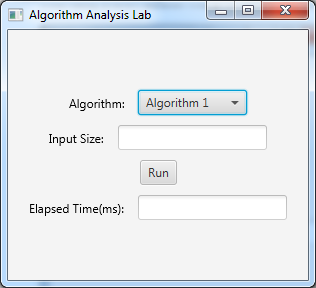 Algorithm Analysis Lab
Algorithm: Algorithm 1
Input Size:
Run
Elapsed Time(ms):